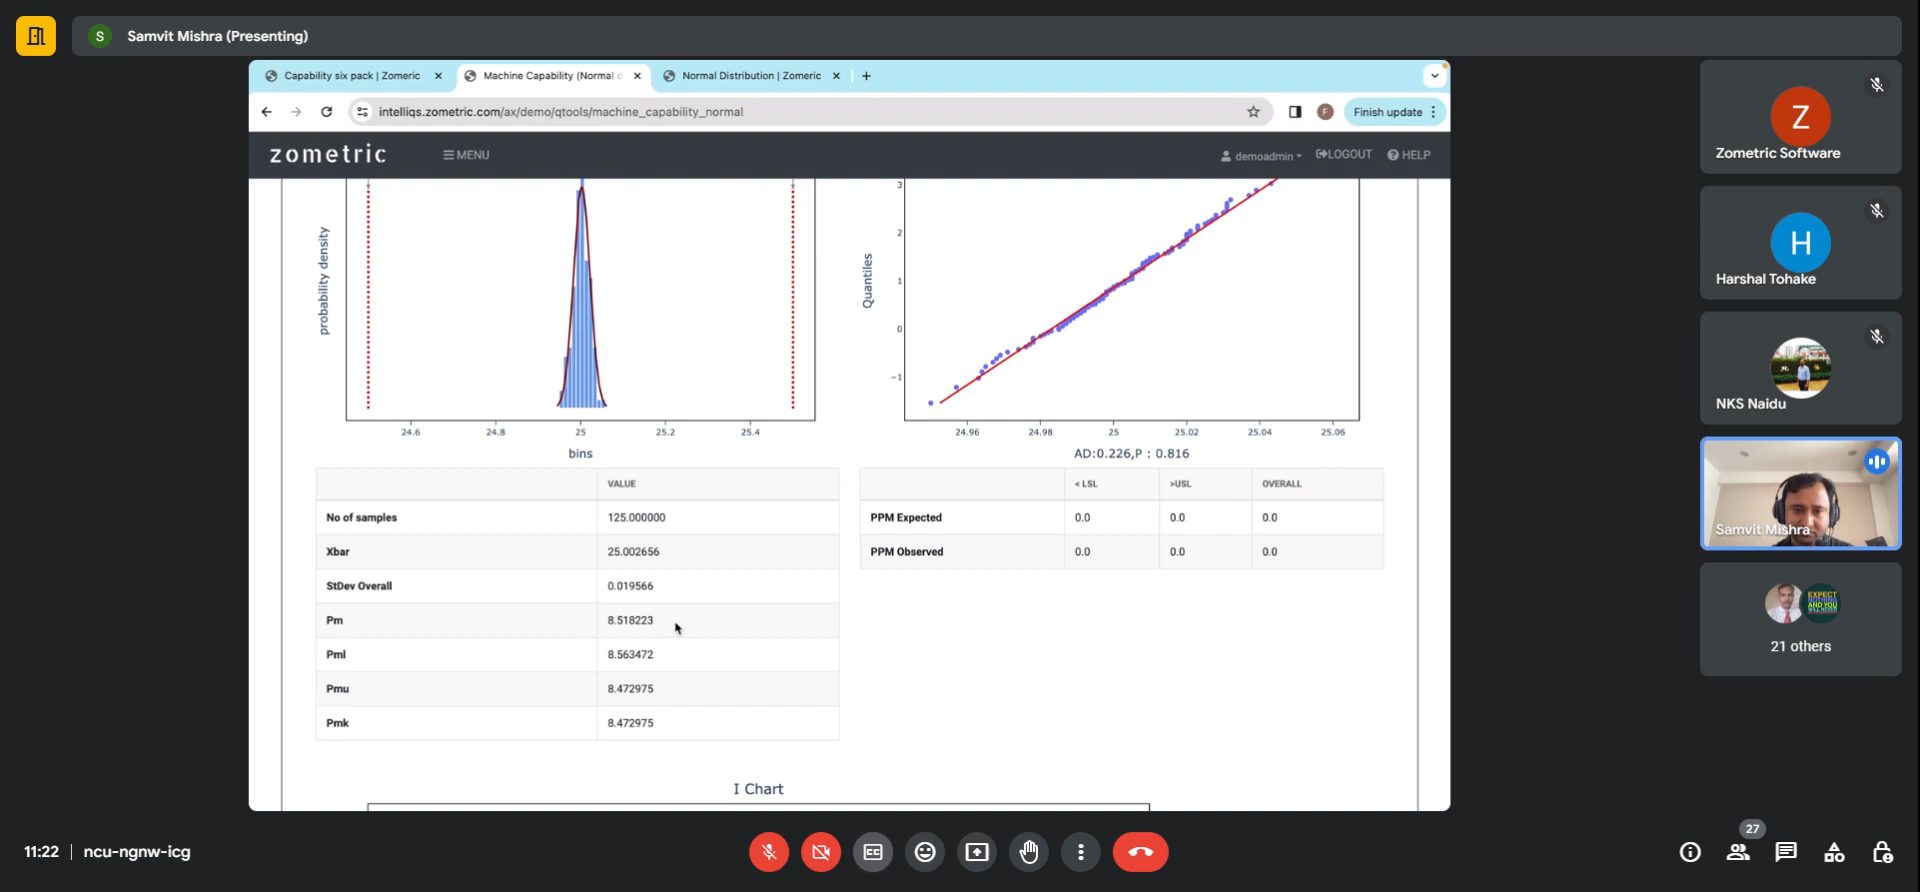 S Samvit Mishra (Presenting)
Capability six pack | Zomeric
Machine Capability (Normal d
Normal Distribution | Zomeric
intelliqs.zometric.com/ax/demo/qtools/machine_capability_normal
F
Finish update
zometric
MENU
demoadmin
LOGOUT
HELP
probability density
24.6 24.8 25 25.2 25.4
bins
Quantiles
3
2
1
0
−1
24.96 24.98 25 25.02 25.04 25.06
AD:0.226,P : 0.816
VALUE
No of samples 125.000000
Xbar 25.002656
StDev Overall 0.019566
Pm 8.518223
Pml 8.563472
Pmu 8.472975
Pmk 8.472975
< LSL >USL OVERALL
PPM Expected 0.0 0.0 0.0
PPM Observed 0.0 0.0 0.0
I Chart
Z
Zometric Software
H
Harshal Tohake
NKS Naidu
Samvit Mishra
EXPECT
NOTHING
AND YOU
WILL NEVER
21 others
11:22 | ncu-ngnw-icg
27